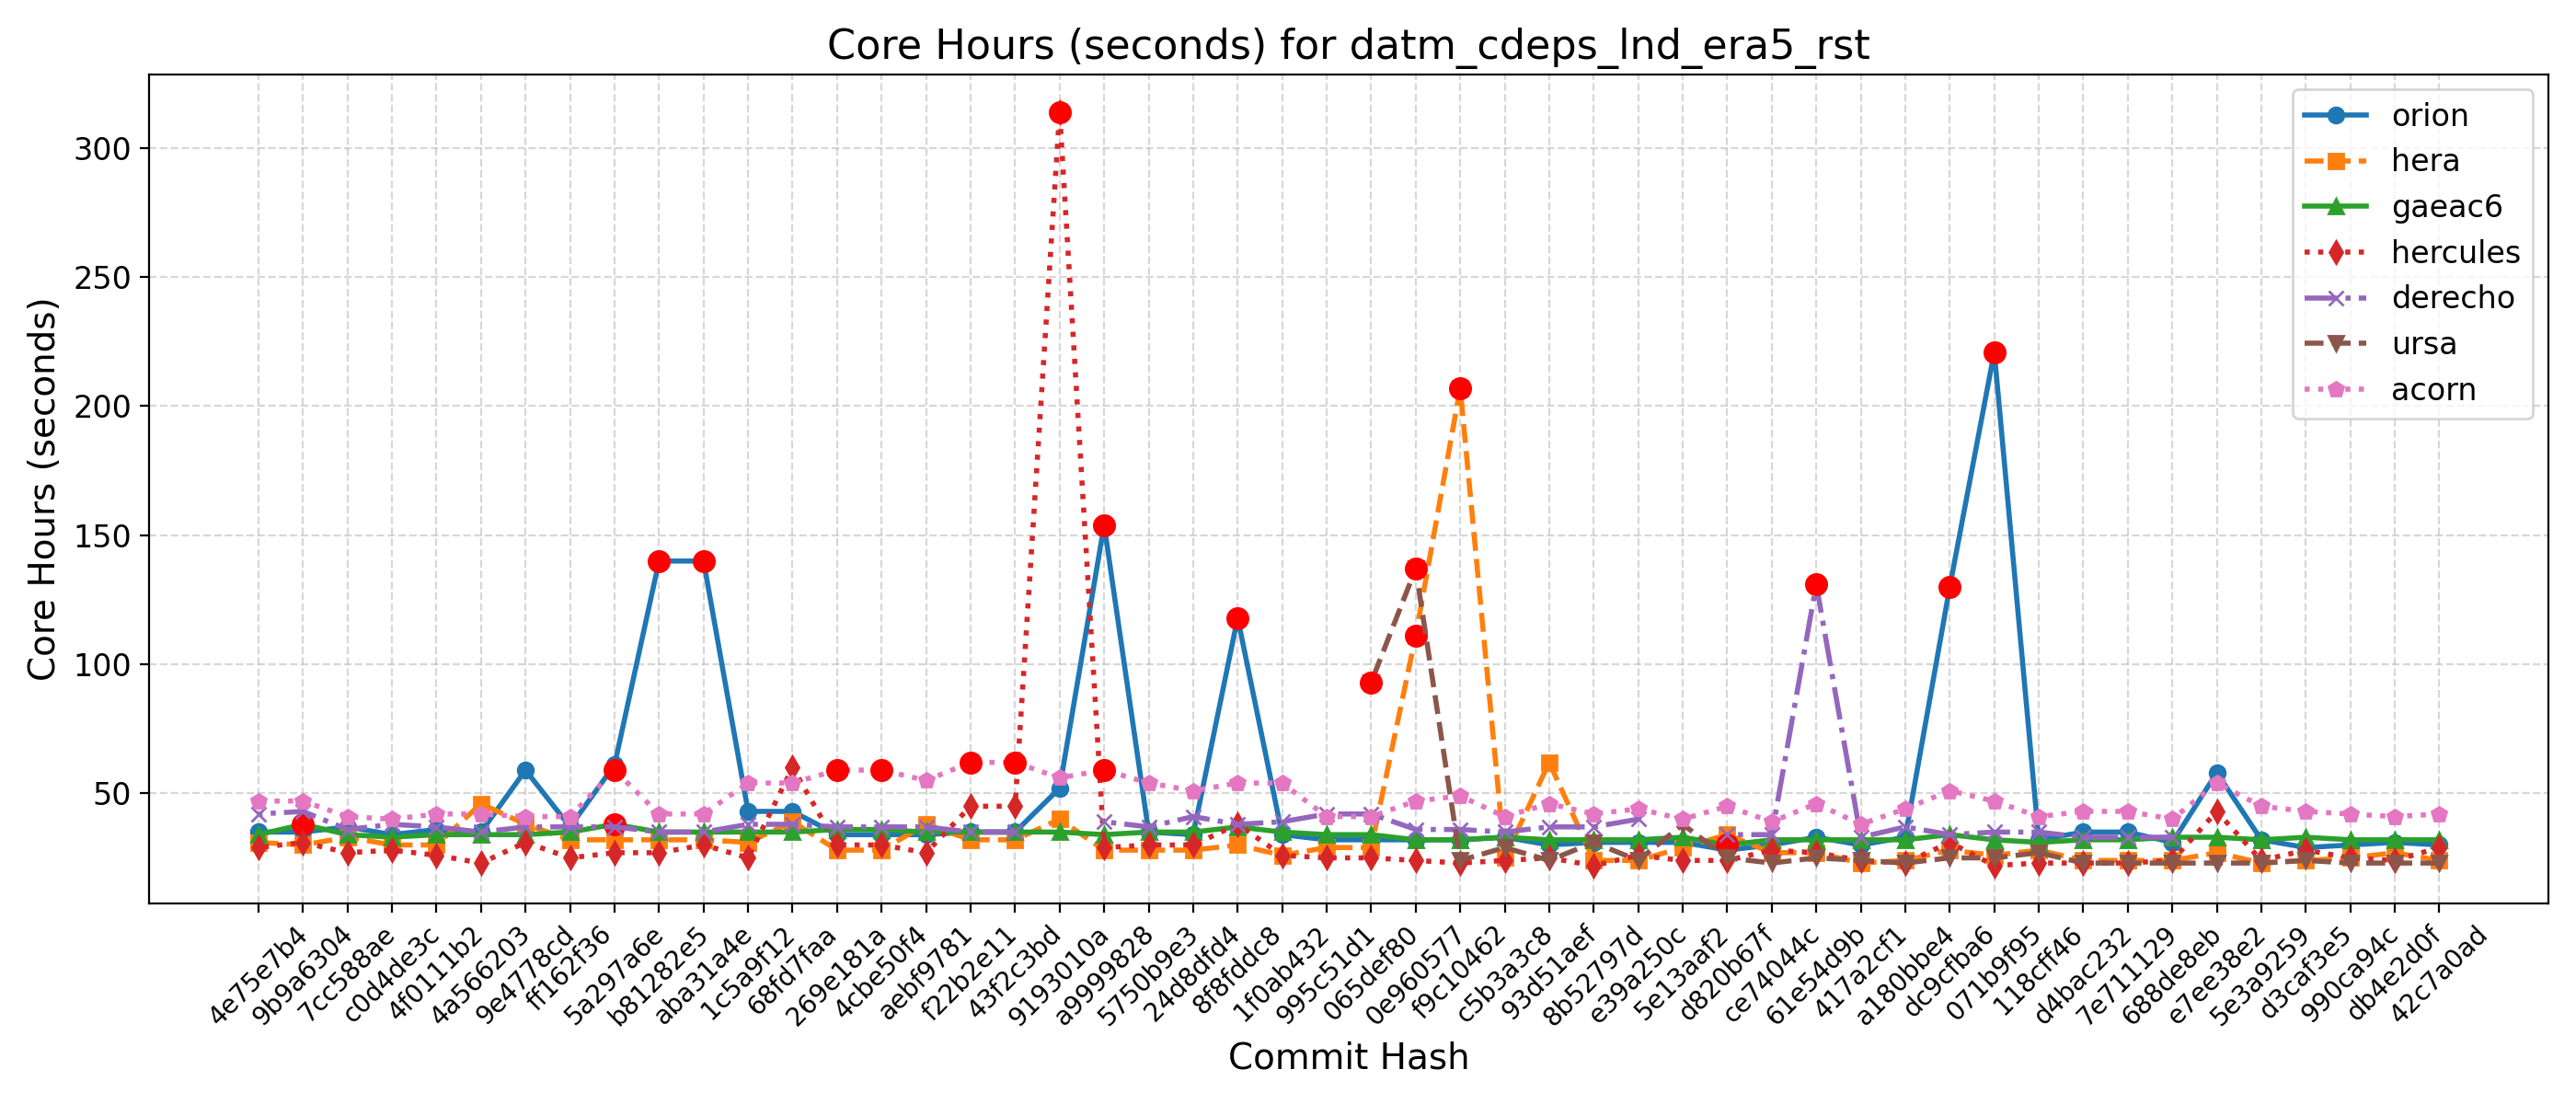 Core Hours (seconds) for datm_cdeps_lnd_era5_rst
Core Hours (seconds)
300
250
200
150
100
50
orion
hera
gaeac6
hercules
derecho
ursa
acorn
4e75e7b4
9b9a6304
7cc588ae
c0d4de3c
4f0111b2
4a566203
9e4778cd
ff162f36
5a297a6e
b81282e5
aba31a4e
1c5a9f12
68fd7faa
269e181a
4cbe50f4
aebf9781
f22b2e11
43f2c3bd
9193010a
a9999828
5750b9e3
24d8dfd4
8f8fddc8
1f0ab432
995c51d1
065def80
0e960577
f9c10462
c5b3a3c8
93d51aef
8b52797d
e39a250c
5e13aaf2
d820b67f
ce74044c
61e54d9b
417a2cf1
a180bbe4
dc9cfba6
071b9f95
118cff46
d4bac232
7e711129
688de8eb
e7ee38e2
5e3a9259
d3caf3e5
990ca94c
db4e2d0f
42c7a0ad
Commit Hash